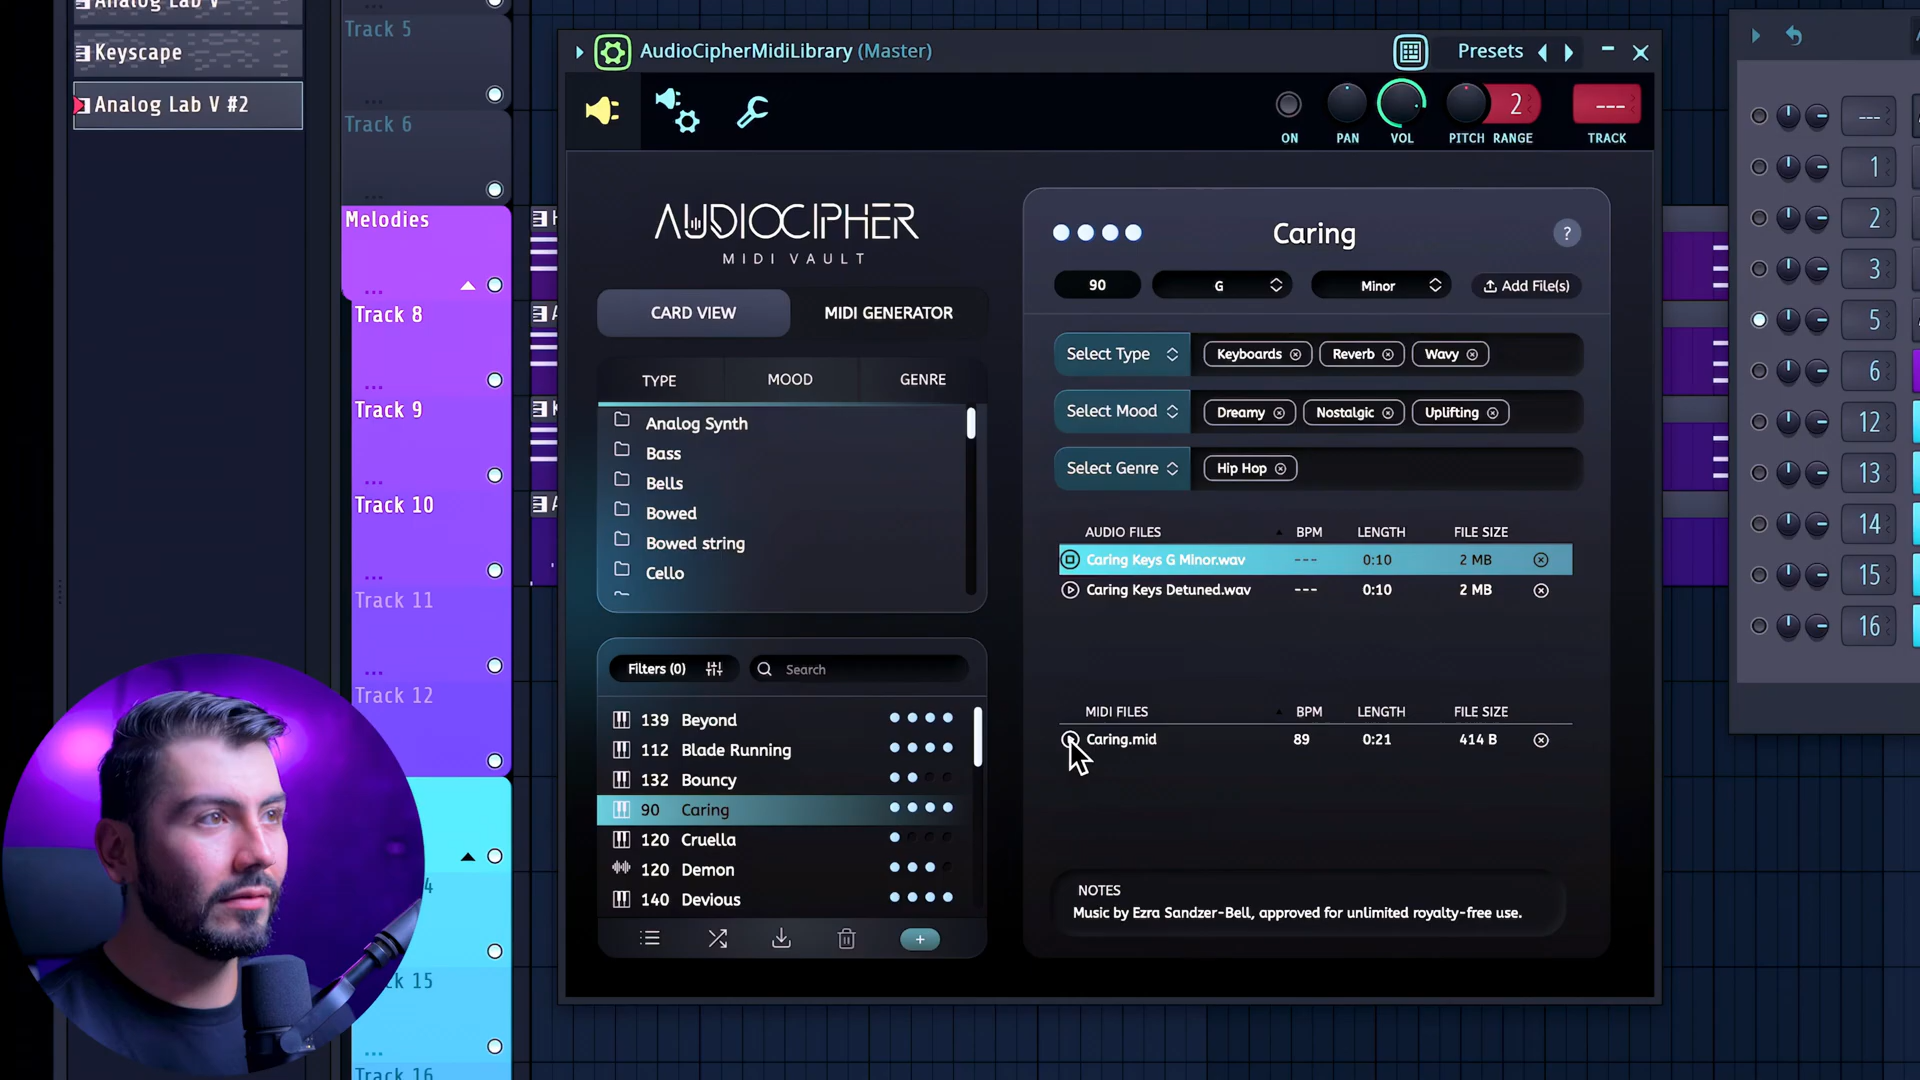 Analog Lab V
Keyscape
Analog Lab V #2
Track 5
Track 6
Melodies
Track 8
Track 9
Track 10
Track 11
Track 12
Track 15
Track 16
AudioCipherMidiLibrary (Master)
Presets
2
---
ON
PAN
VOL
PITCH
RANGE
TRACK
AUDIOCIPHER
MIDI VAULT
CARD VIEW
MIDI GENERATOR
TYPE
MOOD
GENRE
Analog Synth
Bass
Bells
Bowed
Bowed string
Cello
Filters (0)
Search
139 Beyond
112 Blade Running
132 Bouncy
90 Caring
120 Cruella
120 Demon
140 Devious
+
Caring
?
90
G
Minor
Add File(s)
Select Type
Keyboards
Reverb
Wavy
Select Mood
Dreamy
Nostalgic
Uplifting
Select Genre
Hip Hop
AUDIO FILES BPM LENGTH FILE SIZE
Caring Keys G Minor.wav --- 0:10 2 MB
Caring Keys Detuned.wav --- 0:10 2 MB
MIDI FILES BPM LENGTH FILE SIZE
Caring.mid 89 0:21 414 B
NOTES
Music by Ezra Sandzer-Bell, approved for unlimited royalty-free use.
---
1
2
3
5
6
12
13
14
15
16